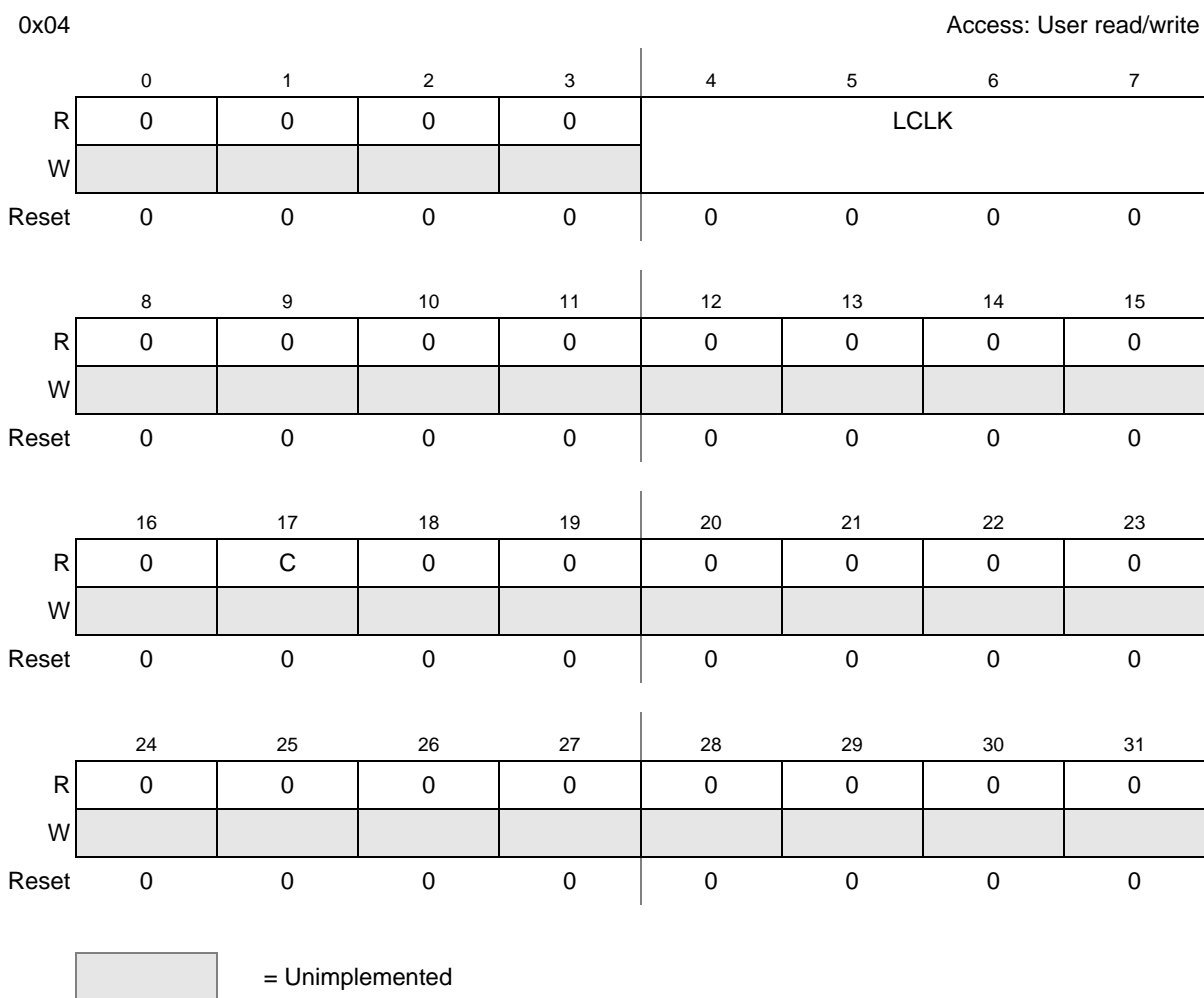 0x04 Access: User read/write
0 1 2 3 4 5 6 7
R 0 0 0 0 LCLK
W
Reset 0 0 0 0 0 0 0 0
8 9 10 11 12 13 14 15
R 0 0 0 0 0 0 0 0
W
Reset 0 0 0 0 0 0 0 0
16 17 18 19 20 21 22 23
R 0 C 0 0 0 0 0 0
W
Reset 0 0 0 0 0 0 0 0
24 25 26 27 28 29 30 31
R 0 0 0 0 0 0 0 0
W
Reset 0 0 0 0 0 0 0 0
= Unimplemented